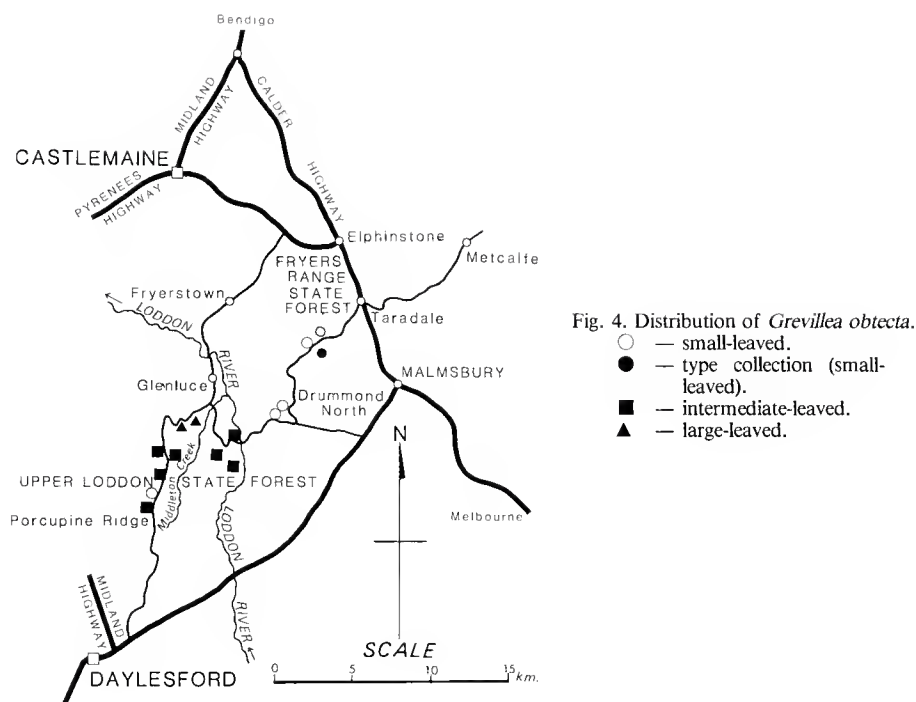 Bendigo
MIDLAND
HIGHWAY
CALDER
HIGHWAY
CASTLEMAINE
PYRENEES
HIGHWAY
Elphinstone
Metcalfe
FRYERS
RANGE
STATE
FOREST
Fryerstown
Taradale
LODDON
RIVER
Glenluce
MALMSBURY
Drummond
North
N
UPPER LODDON STATE FOREST
Middleton Creek
Porcupine Ridge
LODDON
RIVER
Melbourne
MIDLAND
HIGHWAY
DAYLESFORD
SCALE
0 5 10 15 km.
Fig. 4. Distribution of Grevillea obtecta.
○ — small-leaved.
● — type collection (small-
leaved).
■ — intermediate-leaved.
▲ — large-leaved.